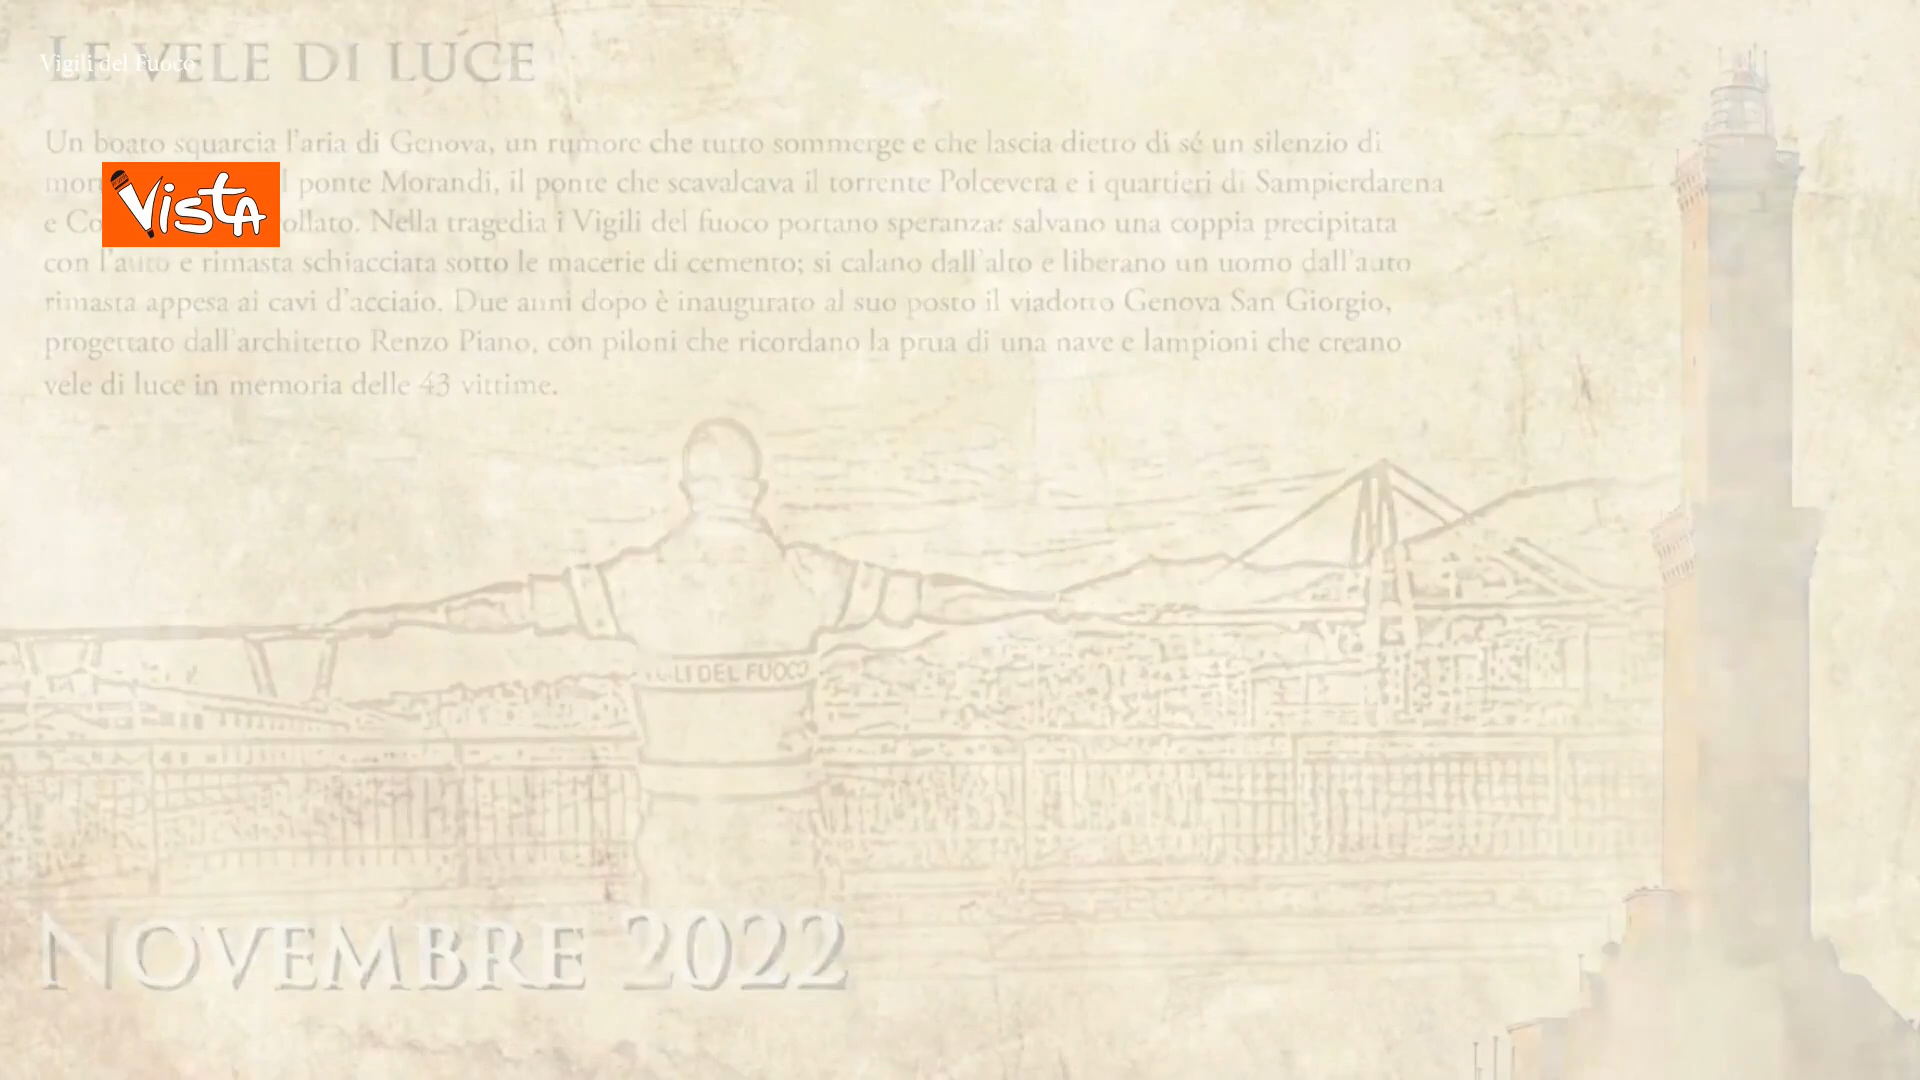 LE VELE DI LUCE
Vigili del Fuoco
Un boato squarcia l'aria di Genova, un rumore che tutto sommerge e che lascia dietro di sé un silenzio di
ponte Morandi, il ponte che scavalcava il torrente Polcevera e i quartieri di Sampierdarena
e Nella tragedia i Vigili del fuoco portano speranza: salvano una coppia precipitata
con l'auto e rimasta schiacciata sotto le macerie di cemento; si calano dall'alto e liberano un uomo dall'auto
rimasta appesa ai cavi d'acciaio. Due anni dopo è inaugurato al suo posto il viadotto Genova San Giorgio,
progettato dall'architetto Renzo Piano, con piloni che ricordano la prua di una nave e lampioni che creano
vele di luce in memoria delle 43 vittime.
VISTA
DEL FUOCO
NOVEMBRE 2022